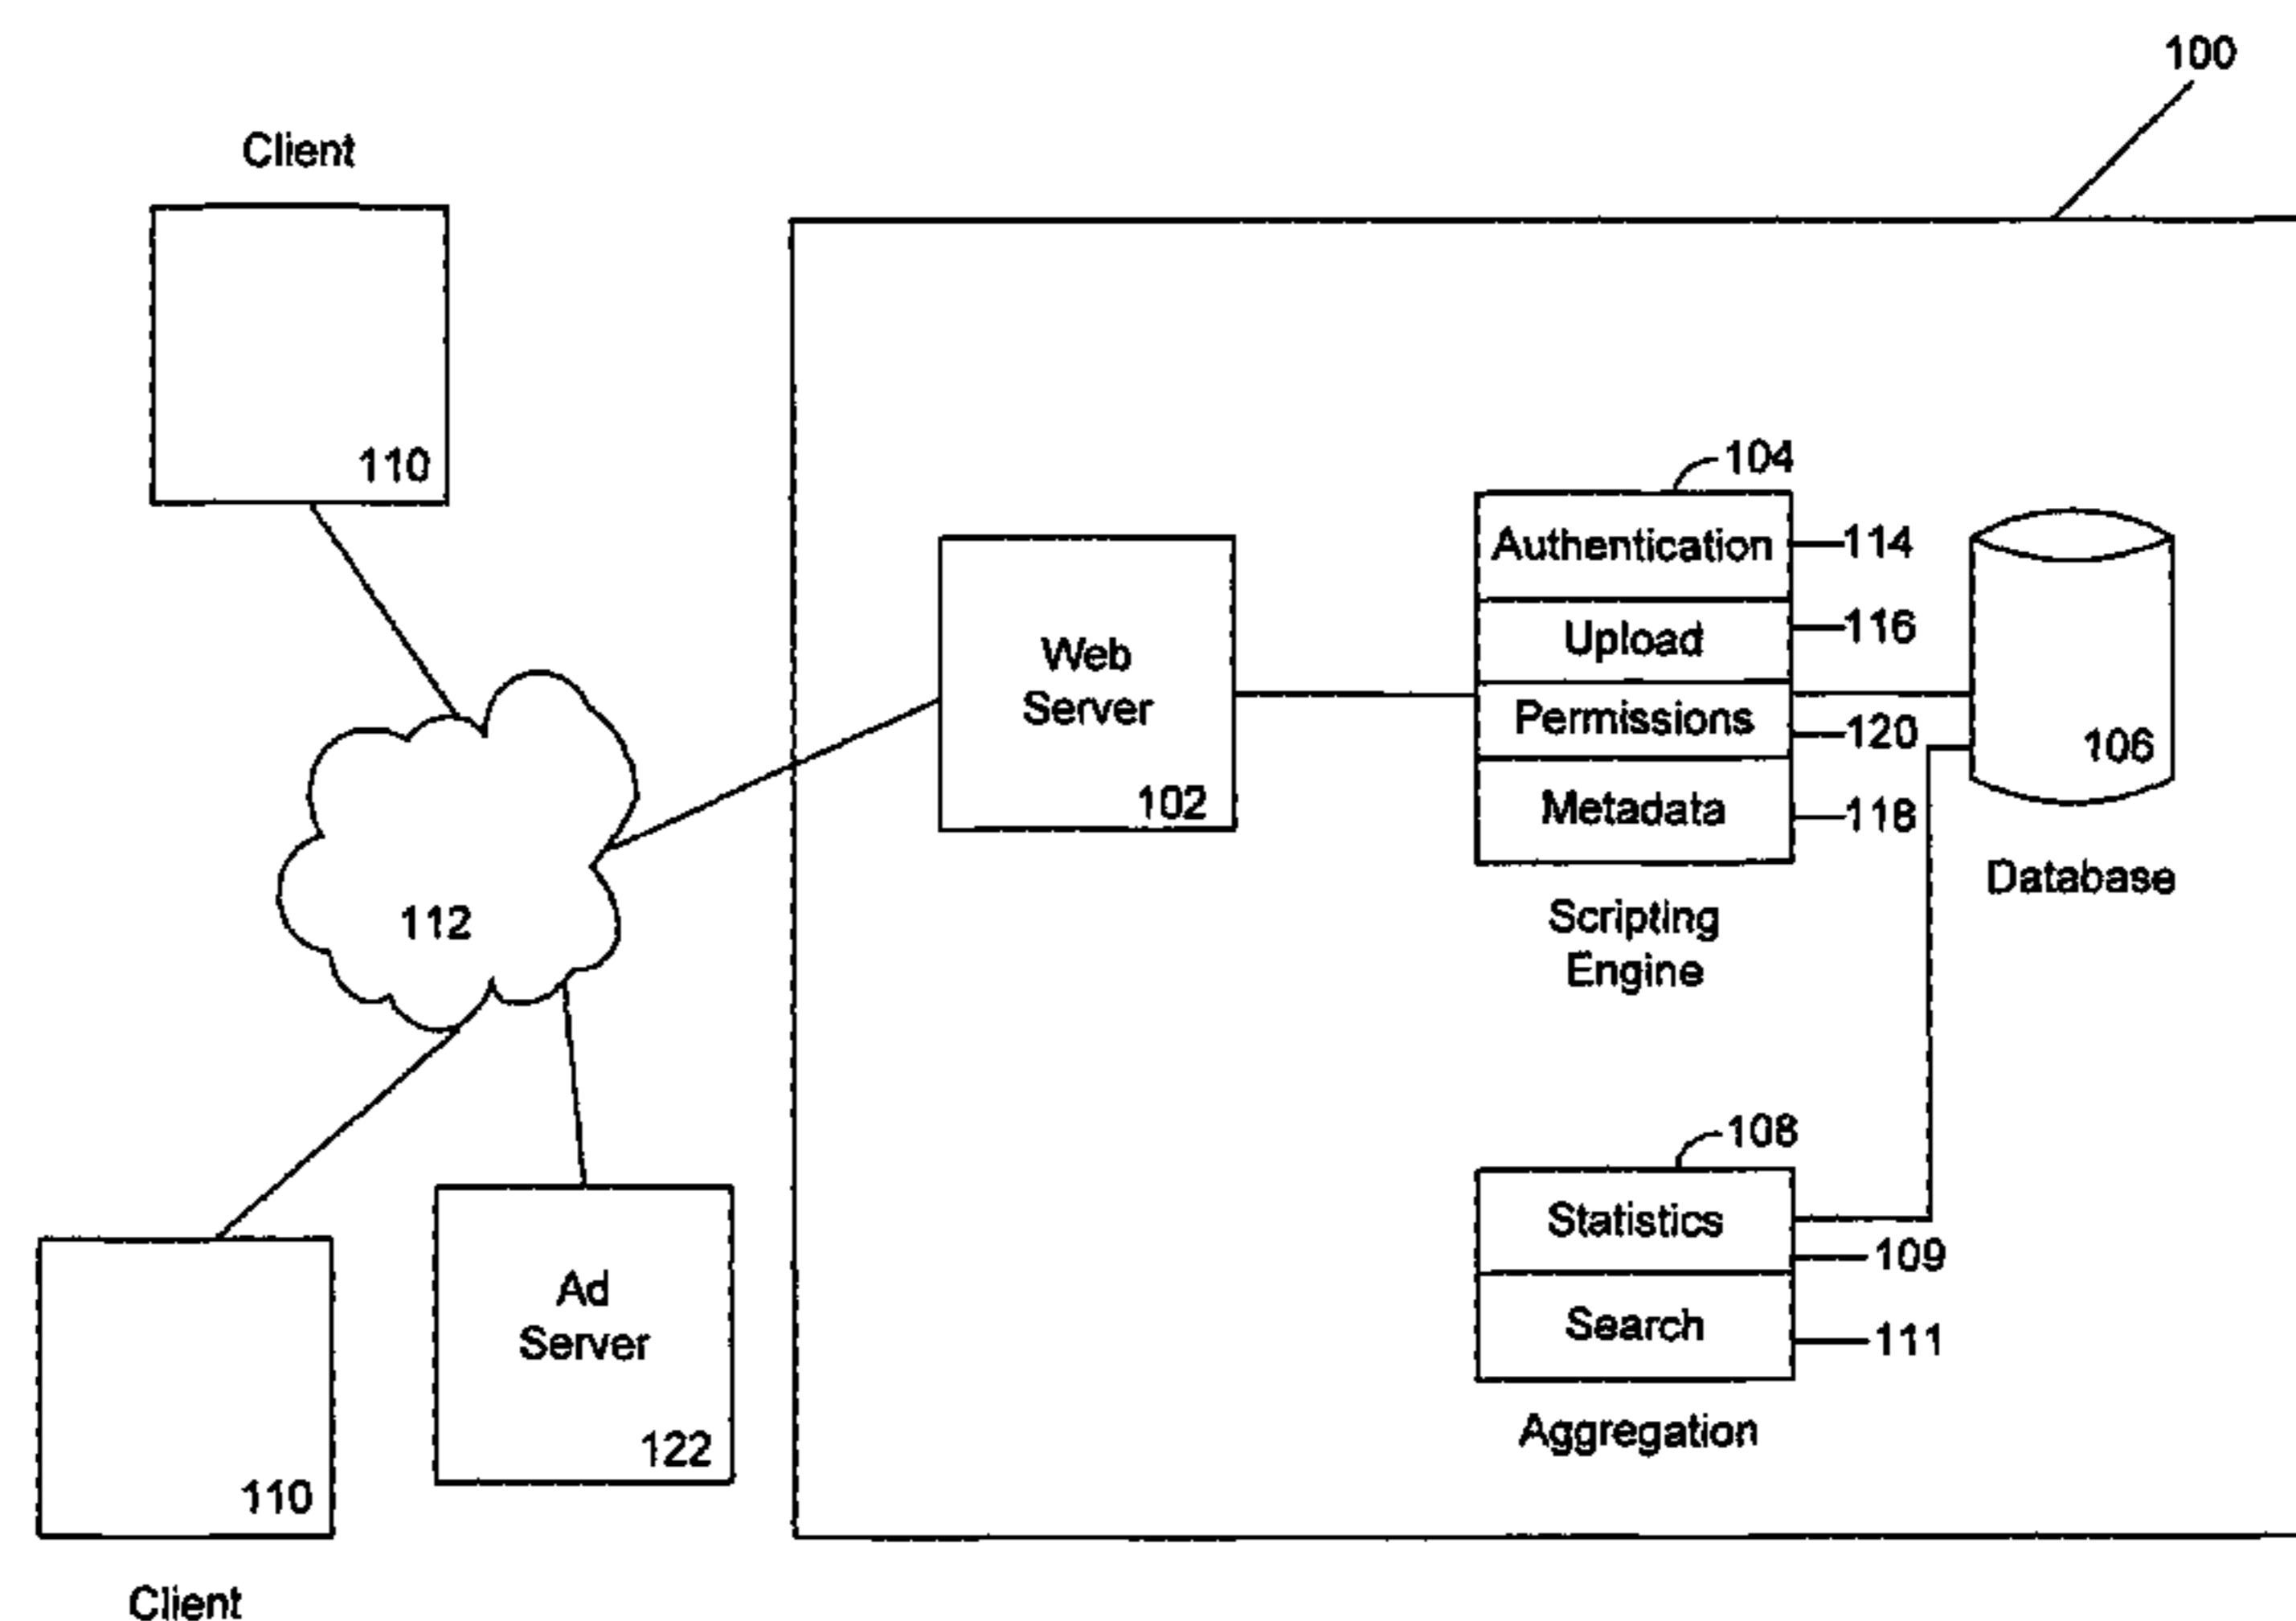 100
Client
110
104
Authentication
114
Upload
116
Permissions
120
Metadata
118
Web
Server
102
106
Database
Scripting
Engine
112
108
Statistics
109
Search
111
Aggregation
Ad
Server
122
110
Client